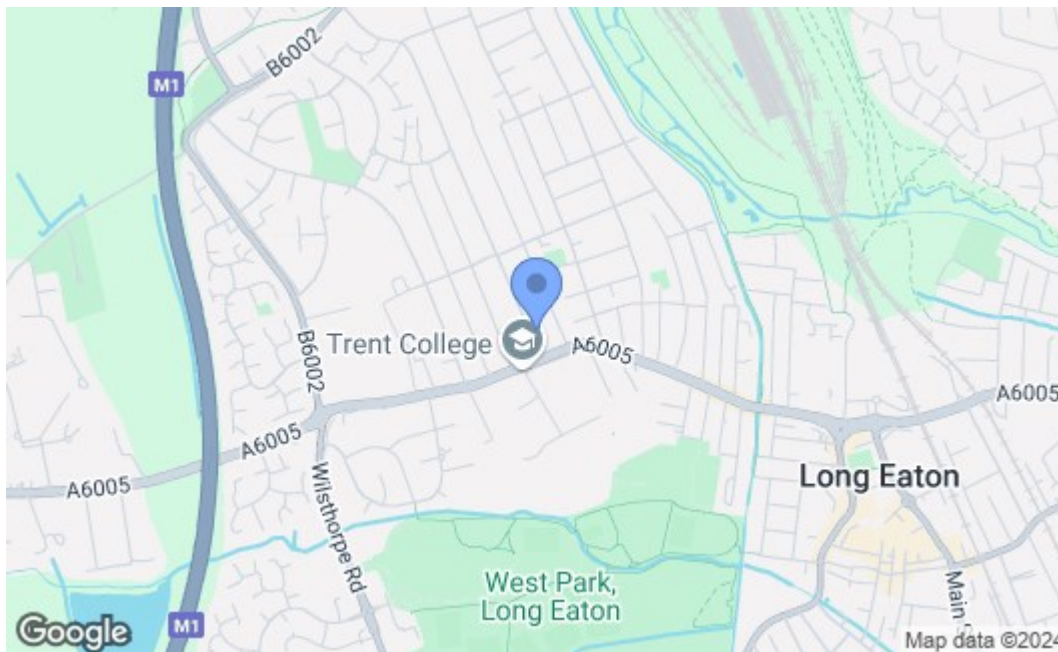 B6002
M1
Trent College
A6005
B6002
A6005
A6005
A6005
Long Eaton
Wilsthorpe Rd
West Park,
Long Eaton
Main
M1
Google
Map data ©2024